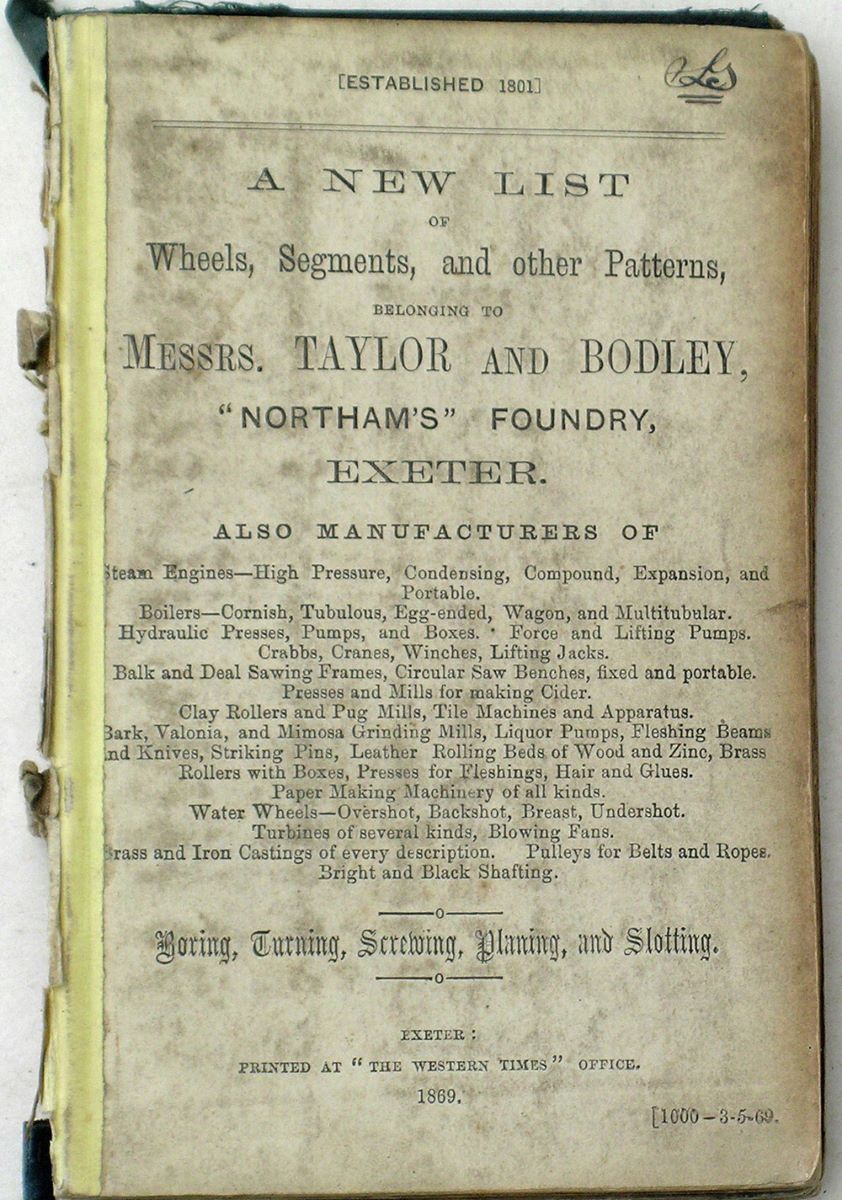 [ESTABLISHED 1801]
A NEW LIST
OF
Wheels, Segments, and other Patterns,
BELONGING TO
MESSRS. TAYLOR AND BODLEY,
"NORTHAM'S" FOUNDRY,
EXETER.
ALSO MANUFACTURERS OF
Steam Engines—High Pressure, Condensing, Compound, Expansion, and
Portable.
Boilers—Cornish, Tubulous, Egg-ended, Wagon, and Multitubular.
Hydraulic Presses, Pumps, and Boxes. Force and Lifting Pumps.
Crabbs, Cranes, Winches, Lifting Jacks.
Balk and Deal Sawing Frames, Circular Saw Benches, fixed and portable.
Presses and Mills for making Cider.
Clay Rollers and Pug Mills, Tile Machines and Apparatus.
Bark, Valonia, and Mimosa Grinding Mills, Liquor Pumps, Fleshing Beams
and Knives, Striking Pins, Leather Rolling Beds of Wood and Zinc, Brass
Rollers with Boxes, Presses for Fleshings, Hair and Glues.
Paper Making Machinery of all kinds.
Water Wheels—Overshot, Backshot, Breast, Undershot.
Turbines of several kinds, Blowing Fans.
Brass and Iron Castings of every description. Pulleys for Belts and Ropes.
Bright and Black Shafting.
Boring, Turning, Screwing, Planing, and Slotting.
EXETER:
PRINTED AT "THE WESTERN TIMES" OFFICE.
1869.
[1000—3-5-69.